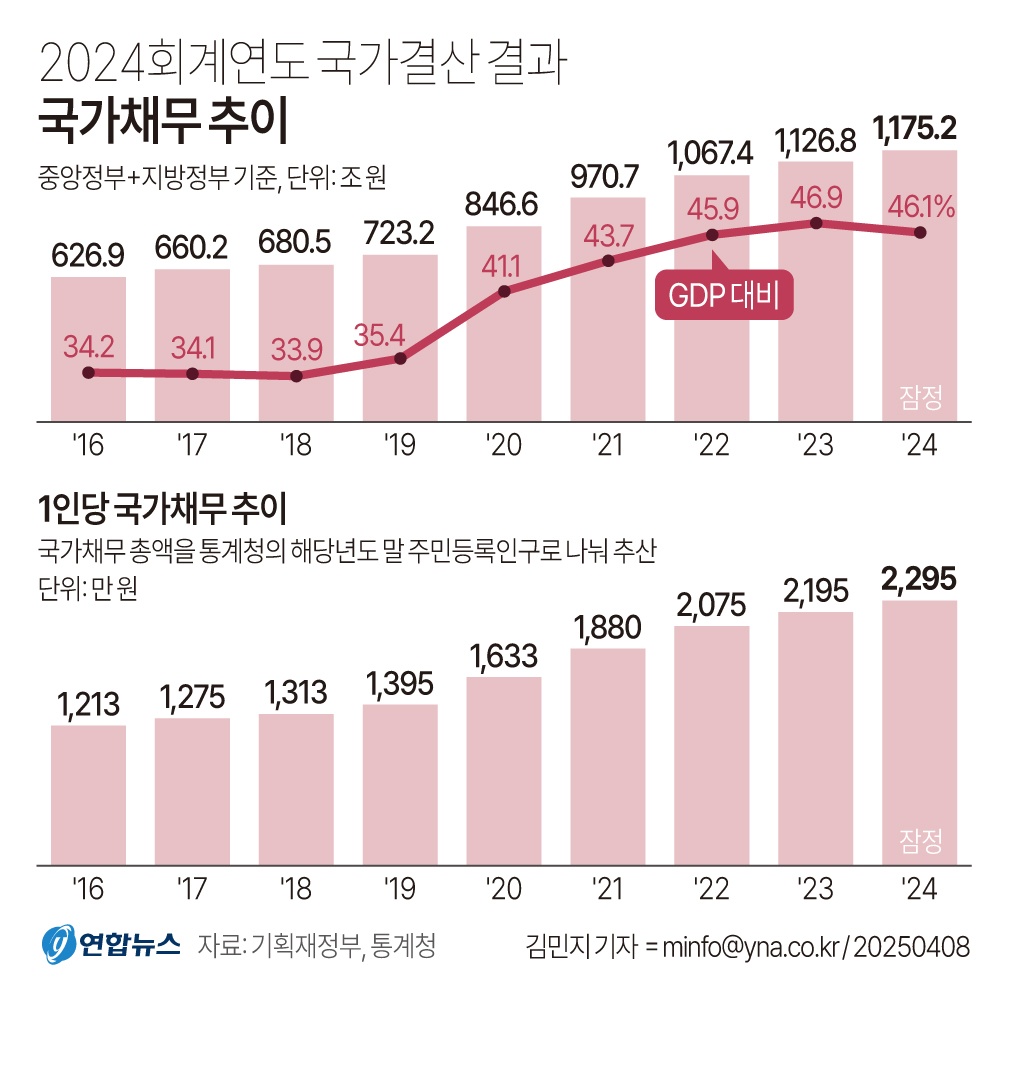 2024회계연도 국가결산 결과
국가채무 추이
중앙정부+지방정부 기준, 단위: 조 원
626.9 660.2 680.5 723.2 846.6 970.7 1,067.4 1,126.8 1,175.2
34.2 34.1 33.9 35.4 41.1 43.7 45.9 46.9 46.1%
GDP 대비
잠정
'16 '17 '18 '19 '20 '21 '22 '23 '24
1인당 국가채무 추이
국가채무 총액을 통계청의 해당년도 말 주민등록인구로 나눠 추산
단위: 만 원
1,213 1,275 1,313 1,395 1,633 1,880 2,075 2,195 2,295
잠정
'16 '17 '18 '19 '20 '21 '22 '23 '24
연합뉴스 자료: 기획재정부, 통계청 김민지 기자 = minfo@yna.co.kr / 20250408